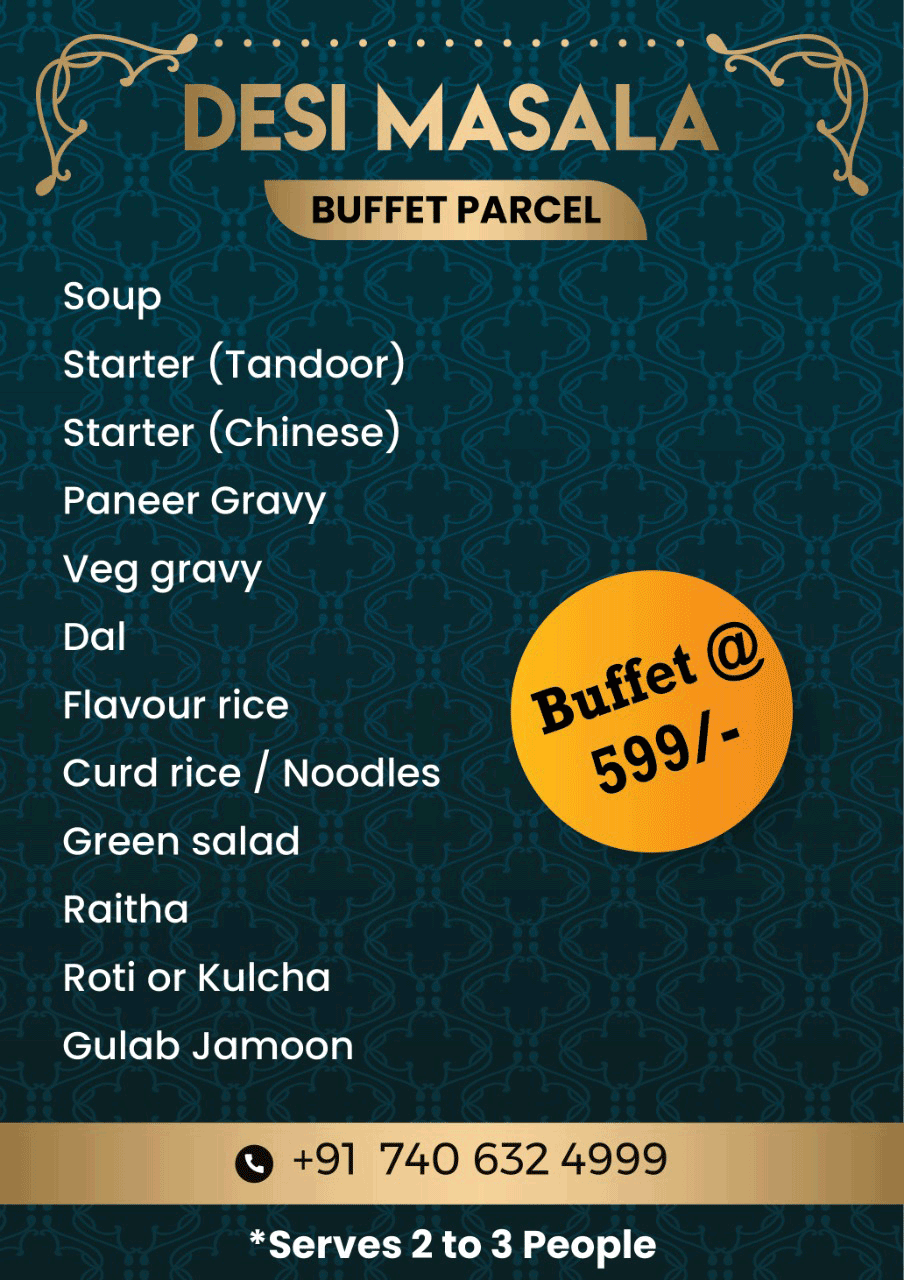 DESI MASALA
BUFFET PARCEL
Soup
Starter (Tandoor)
Starter (Chinese)
Paneer Gravy
Veg gravy
Dal
Flavour rice
Curd rice / Noodles
Green salad
Raitha
Roti or Kulcha
Gulab Jamoon
Buffet @
599/-
+91 740 632 4999
*Serves 2 to 3 People